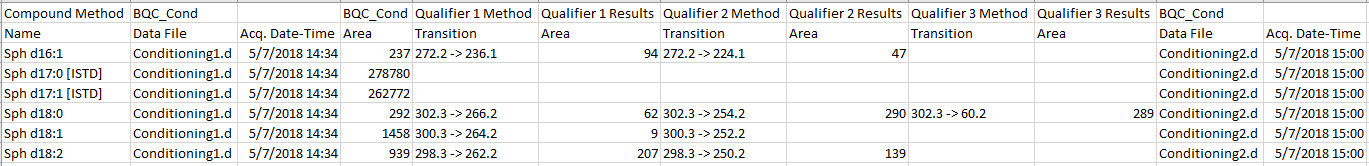 Compound Method BQC_Cond BQC_Cond Qualifier 1 Method Qualifier 1 Results Qualifier 2 Method Qualifier 2 Results Qualifier 3 Method Qualifier 3 Results BQC_Cond
Name Data File Acq. Date-Time Area Transition Area Transition Area Transition Area Data File Acq. Date-Time
Sph d16:1 Conditioning1.d 5/7/2018 14:34 237 272.2 -> 236.1 94 272.2 -> 224.1 47 Conditioning2.d 5/7/2018 15:00
Sph d17:0 [ISTD] Conditioning1.d 5/7/2018 14:34 278780 Conditioning2.d 5/7/2018 15:00
Sph d17:1 [ISTD] Conditioning1.d 5/7/2018 14:34 262772 Conditioning2.d 5/7/2018 15:00
Sph d18:0 Conditioning1.d 5/7/2018 14:34 292 302.3 -> 266.2 62 302.3 -> 254.2 290 302.3 -> 60.2 289 Conditioning2.d 5/7/2018 15:00
Sph d18:1 Conditioning1.d 5/7/2018 14:34 1458 300.3 -> 264.2 9 300.3 -> 252.2 Conditioning2.d 5/7/2018 15:00
Sph d18:2 Conditioning1.d 5/7/2018 14:34 939 298.3 -> 262.2 207 298.3 -> 250.2 139 Conditioning2.d 5/7/2018 15:00